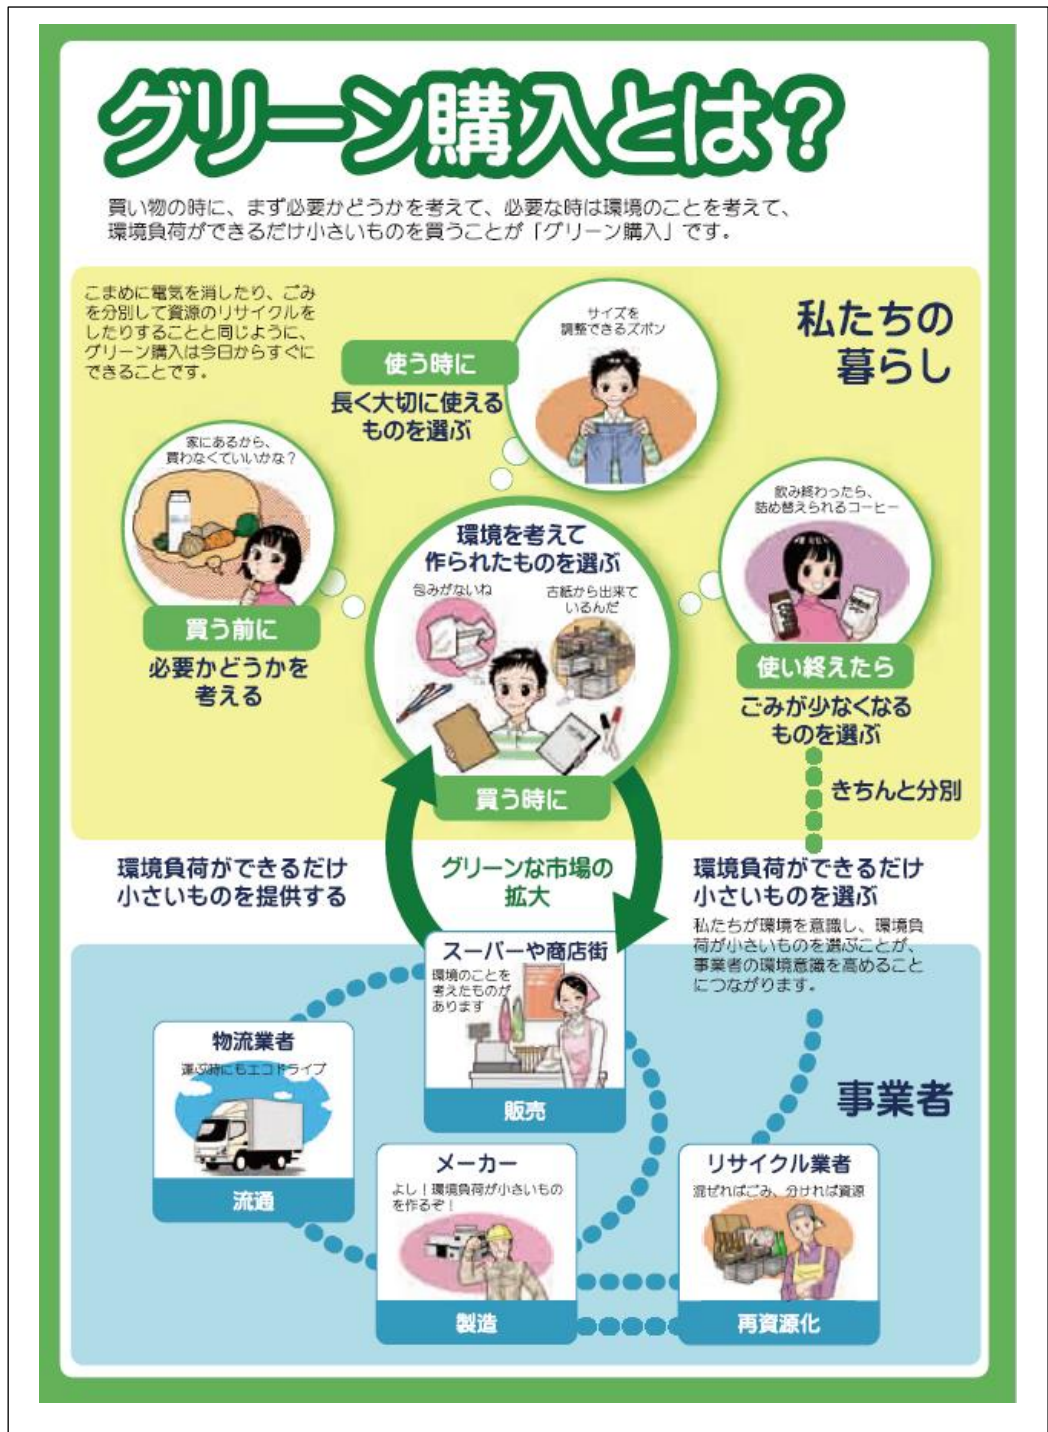 グリーン購入とは？
買い物の時に、まず必要かどうかを考えて、必要な時は環境のことを考えて、
環境負荷ができるだけ小さいものを買うことが「グリーン購入」です。
こまめに電気を消したり、ごみ
を分別して資源のリサイクルを
したりすることと同じように、
グリーン購入は今日からすぐに
できることです。
私たちの
暮らし
サイズを
調整できるズボン
使う時に
長く大切に使える
ものを選ぶ
家にあるから、
買わなくていいかな？
買う前に
必要かどうかを
考える
環境を考えて
作られたものを選ぶ
包みがないね
古紙から出来て
いるんだ
買う時に
飲み終わったら、
詰め替えられるコーヒー
使い終えたら
ごみが少なくなる
ものを選ぶ
きちんと分別
環境負荷ができるだけ
小さいものを提供する
グリーンな市場の
拡大
環境負荷ができるだけ
小さいものを選ぶ
私たちが環境を意識し、環境負
荷が小さいものを選ぶことが、
事業者の環境意識を高めること
につながります。
スーパーや商店街
環境のことを
考えたものが
あります
販売
物流業者
運ぶ時にもエコドライブ
流通
事業者
メーカー
よし！環境負荷が小さいもの
を作るぞ！
製造
リサイクル業者
混ぜればごみ、分ければ資源
再資源化